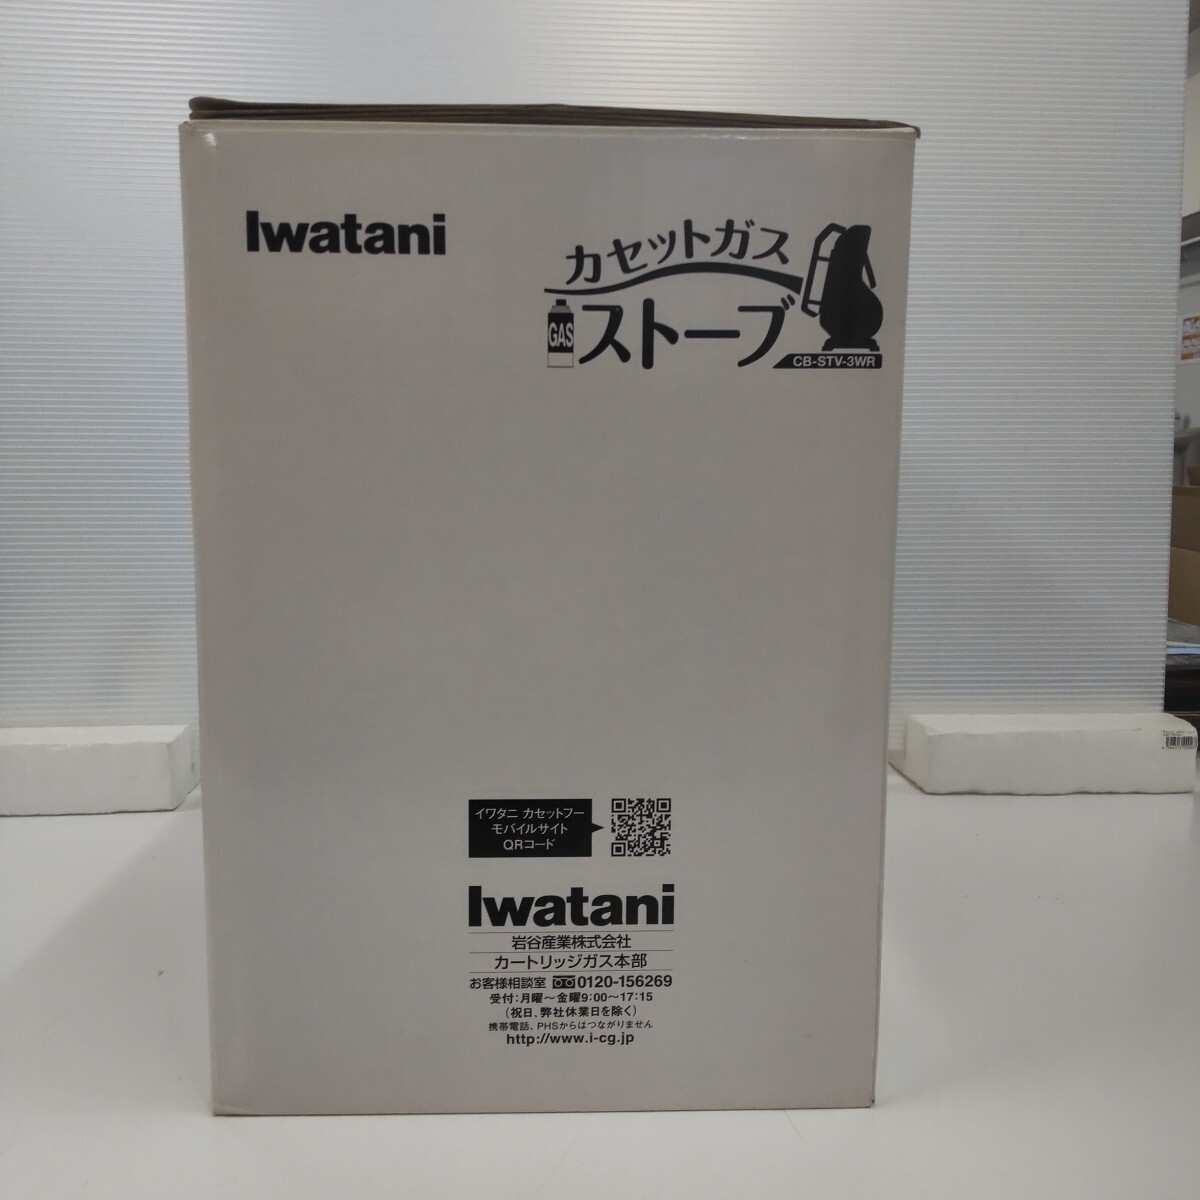 Iwatani
カセットガス
GAS
ストーブ
CB-STV-3WR
イワタニ カセットフー
モバイルサイト
QRコード
Iwatani
岩谷産業株式会社
カートリッジガス本部
お客様相談室 0120-156269
受付:月曜〜金曜9:00〜17:15
(祝日、弊社休業日を除く)
携帯電話、PHSからはつながりません
http://www.i-cg.jp